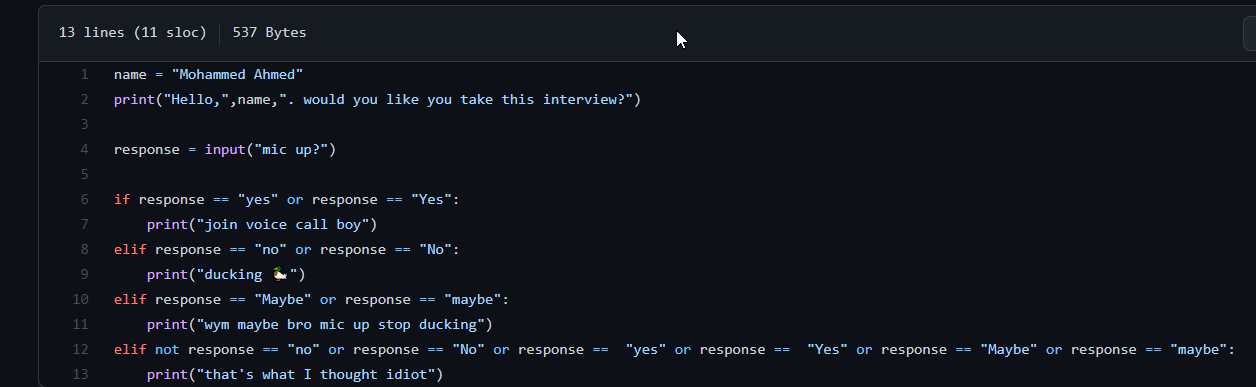 13 lines (11 sloc) 537 Bytes
1 name = "Mohammed Ahmed"
2 print("Hello,",name,". would you like you take this interview?")
3
4 response = input("mic up?")
5
6 if response == "yes" or response == "Yes":
7     print("join voice call boy")
8 elif response == "no" or response == "No":
9     print("ducking 🦆")
10 elif response == "Maybe" or response == "maybe":
11     print("wym maybe bro mic up stop ducking")
12 elif not response == "no" or response == "No" or response ==  "yes" or response ==  "Yes" or response == "Maybe" or response == "maybe":
13     print("that's what I thought idiot")